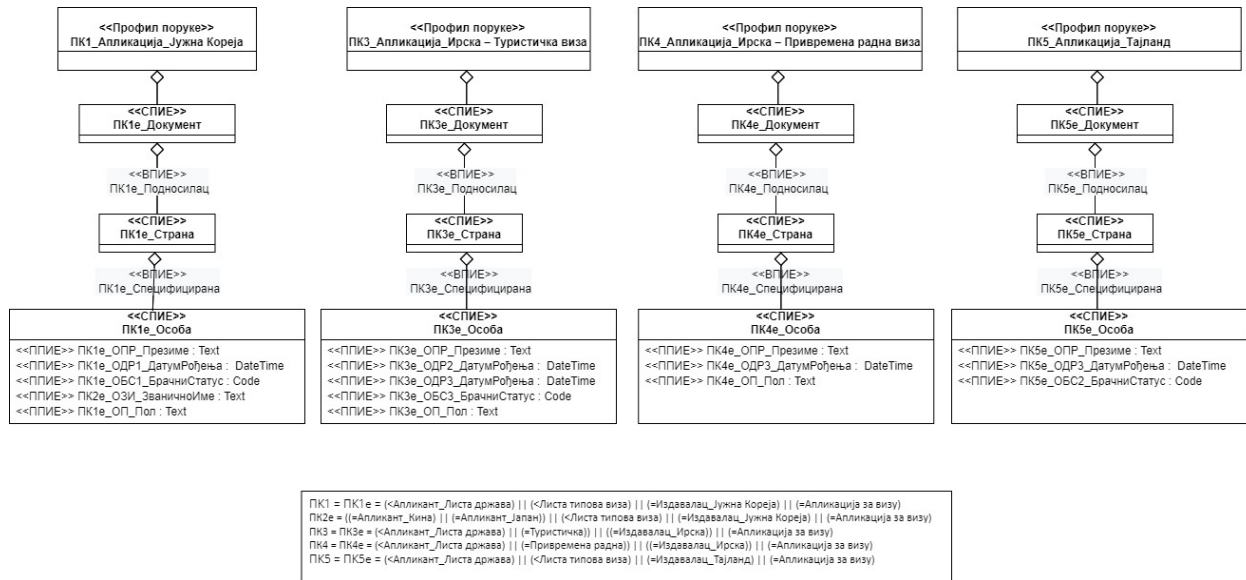 <<Профил поруке>>
ПК1_Апликација_Јужна Кореја
<<СПИЕ>>
ПК1е_Документ
<<ВПИЕ>>
ПК1е_Подносилац
<<СПИЕ>>
ПК1е_Страна
<<ВПИЕ>>
ПК1е_Специфицирана
<<СПИЕ>>
ПК1е_Особа
<<ППИЕ>> ПК1е_ОПР_Презиме : Text
<<ППИЕ>> ПК1е_ОДР1_ДатумРођења : DateTime
<<ППИЕ>> ПК1е_ОБС1_БрачниСтатус : Code
<<ППИЕ>> ПК2е_ОЗИ_ЗваничноИме : Text
<<ППИЕ>> ПК1е_ОП_Пол : Text
<<Профил поруке>>
ПК3_Апликација_Ирска – Туристичка виза
<<СПИЕ>>
ПК3е_Документ
<<ВПИЕ>>
ПК3е_Подносилац
<<СПИЕ>>
ПК3е_Страна
<<ВПИЕ>>
ПК3е_Специфицирана
<<СПИЕ>>
ПК3е_Особа
<<ППИЕ>> ПК3е_ОПР_Презиме : Text
<<ППИЕ>> ПК3е_ОДР2_ДатумРођења : DateTime
<<ППИЕ>> ПК3е_ОДР3_ДатумРођења : DateTime
<<ППИЕ>> ПК3е_ОБС3_БрачниСтатус : Code
<<ППИЕ>> ПК3е_ОП_Пол : Text
<<Профил поруке>>
ПК4_Апликација_Ирска – Привремена радна виза
<<СПИЕ>>
ПК4е_Документ
<<ВПИЕ>>
ПК4е_Подносилац
<<СПИЕ>>
ПК4е_Страна
<<ВПИЕ>>
ПК4е_Специфицирана
<<СПИЕ>>
ПК4е_Особа
<<ППИЕ>> ПК4е_ОПР_Презиме : Text
<<ППИЕ>> ПК4е_ОДР3_ДатумРођења : DateTime
<<ППИЕ>> ПК4е_ОП_Пол : Text
<<Профил поруке>>
ПК5_Апликација_Тајланд
<<СПИЕ>>
ПК5е_Документ
<<ВПИЕ>>
ПК5е_Подносилац
<<СПИЕ>>
ПК5е_Страна
<<ВПИЕ>>
ПК5е_Специфицирана
<<СПИЕ>>
ПК5е_Особа
<<ППИЕ>> ПК5е_ОПР_Презиме : Text
<<ППИЕ>> ПК5е_ОДР3_ДатумРођења : DateTime
<<ППИЕ>> ПК5е_ОБС2_БрачниСтатус : Code
ПК1 = ПК1е = (<Апликант_Листа држава) || (<Листа типова виза) || (=Издавалац_Јужна Кореја) || (=Апликација за визу)
ПК2е = ((=Апликант_Кина) || (=Апликант_Јапан)) || (<Листа типова виза) || (=Издавалац_Јужна Кореја) || (=Апликација за визу)
ПК3 = ПК3е = (<Апликант_Листа држава) || (=Туристичка)) || ((=Издавалац_Ирска)) || (=Апликација за визу)
ПК4 = ПК4е = (<Апликант_Листа држава) || (=Привремена радна)) || ((=Издавалац_Ирска)) || (=Апликација за визу)
ПК5 = ПК5е = (<Апликант_Листа држава) || (<Листа типова виза) || (=Издавалац_Тајланд) || (=Апликација за визу)